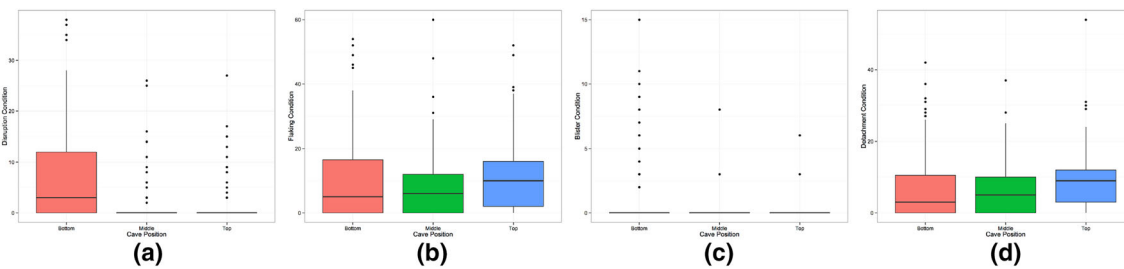 Disruption Condition
30
20
10
0
Bottom Middle Top
Cave Position
(a)
Flaking Condition
60
40
20
0
Bottom Middle Top
Cave Position
(b)
Blister Condition
15
10
5
0
Bottom Middle Top
Cave Position
(c)
Detachment Condition
40
20
0
Bottom Middle Top
Cave Position
(d)